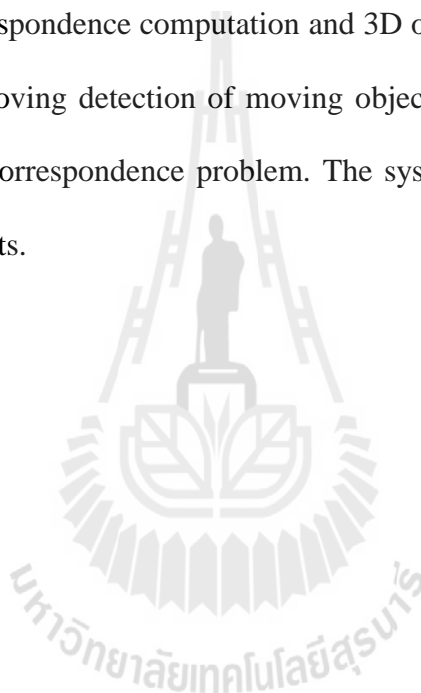 spondence computation and 3D o
oving detection of moving objec
orrespondence problem. The sys
ts.
มหาวิทยาลัยเทคโนโลยีสุรนารี